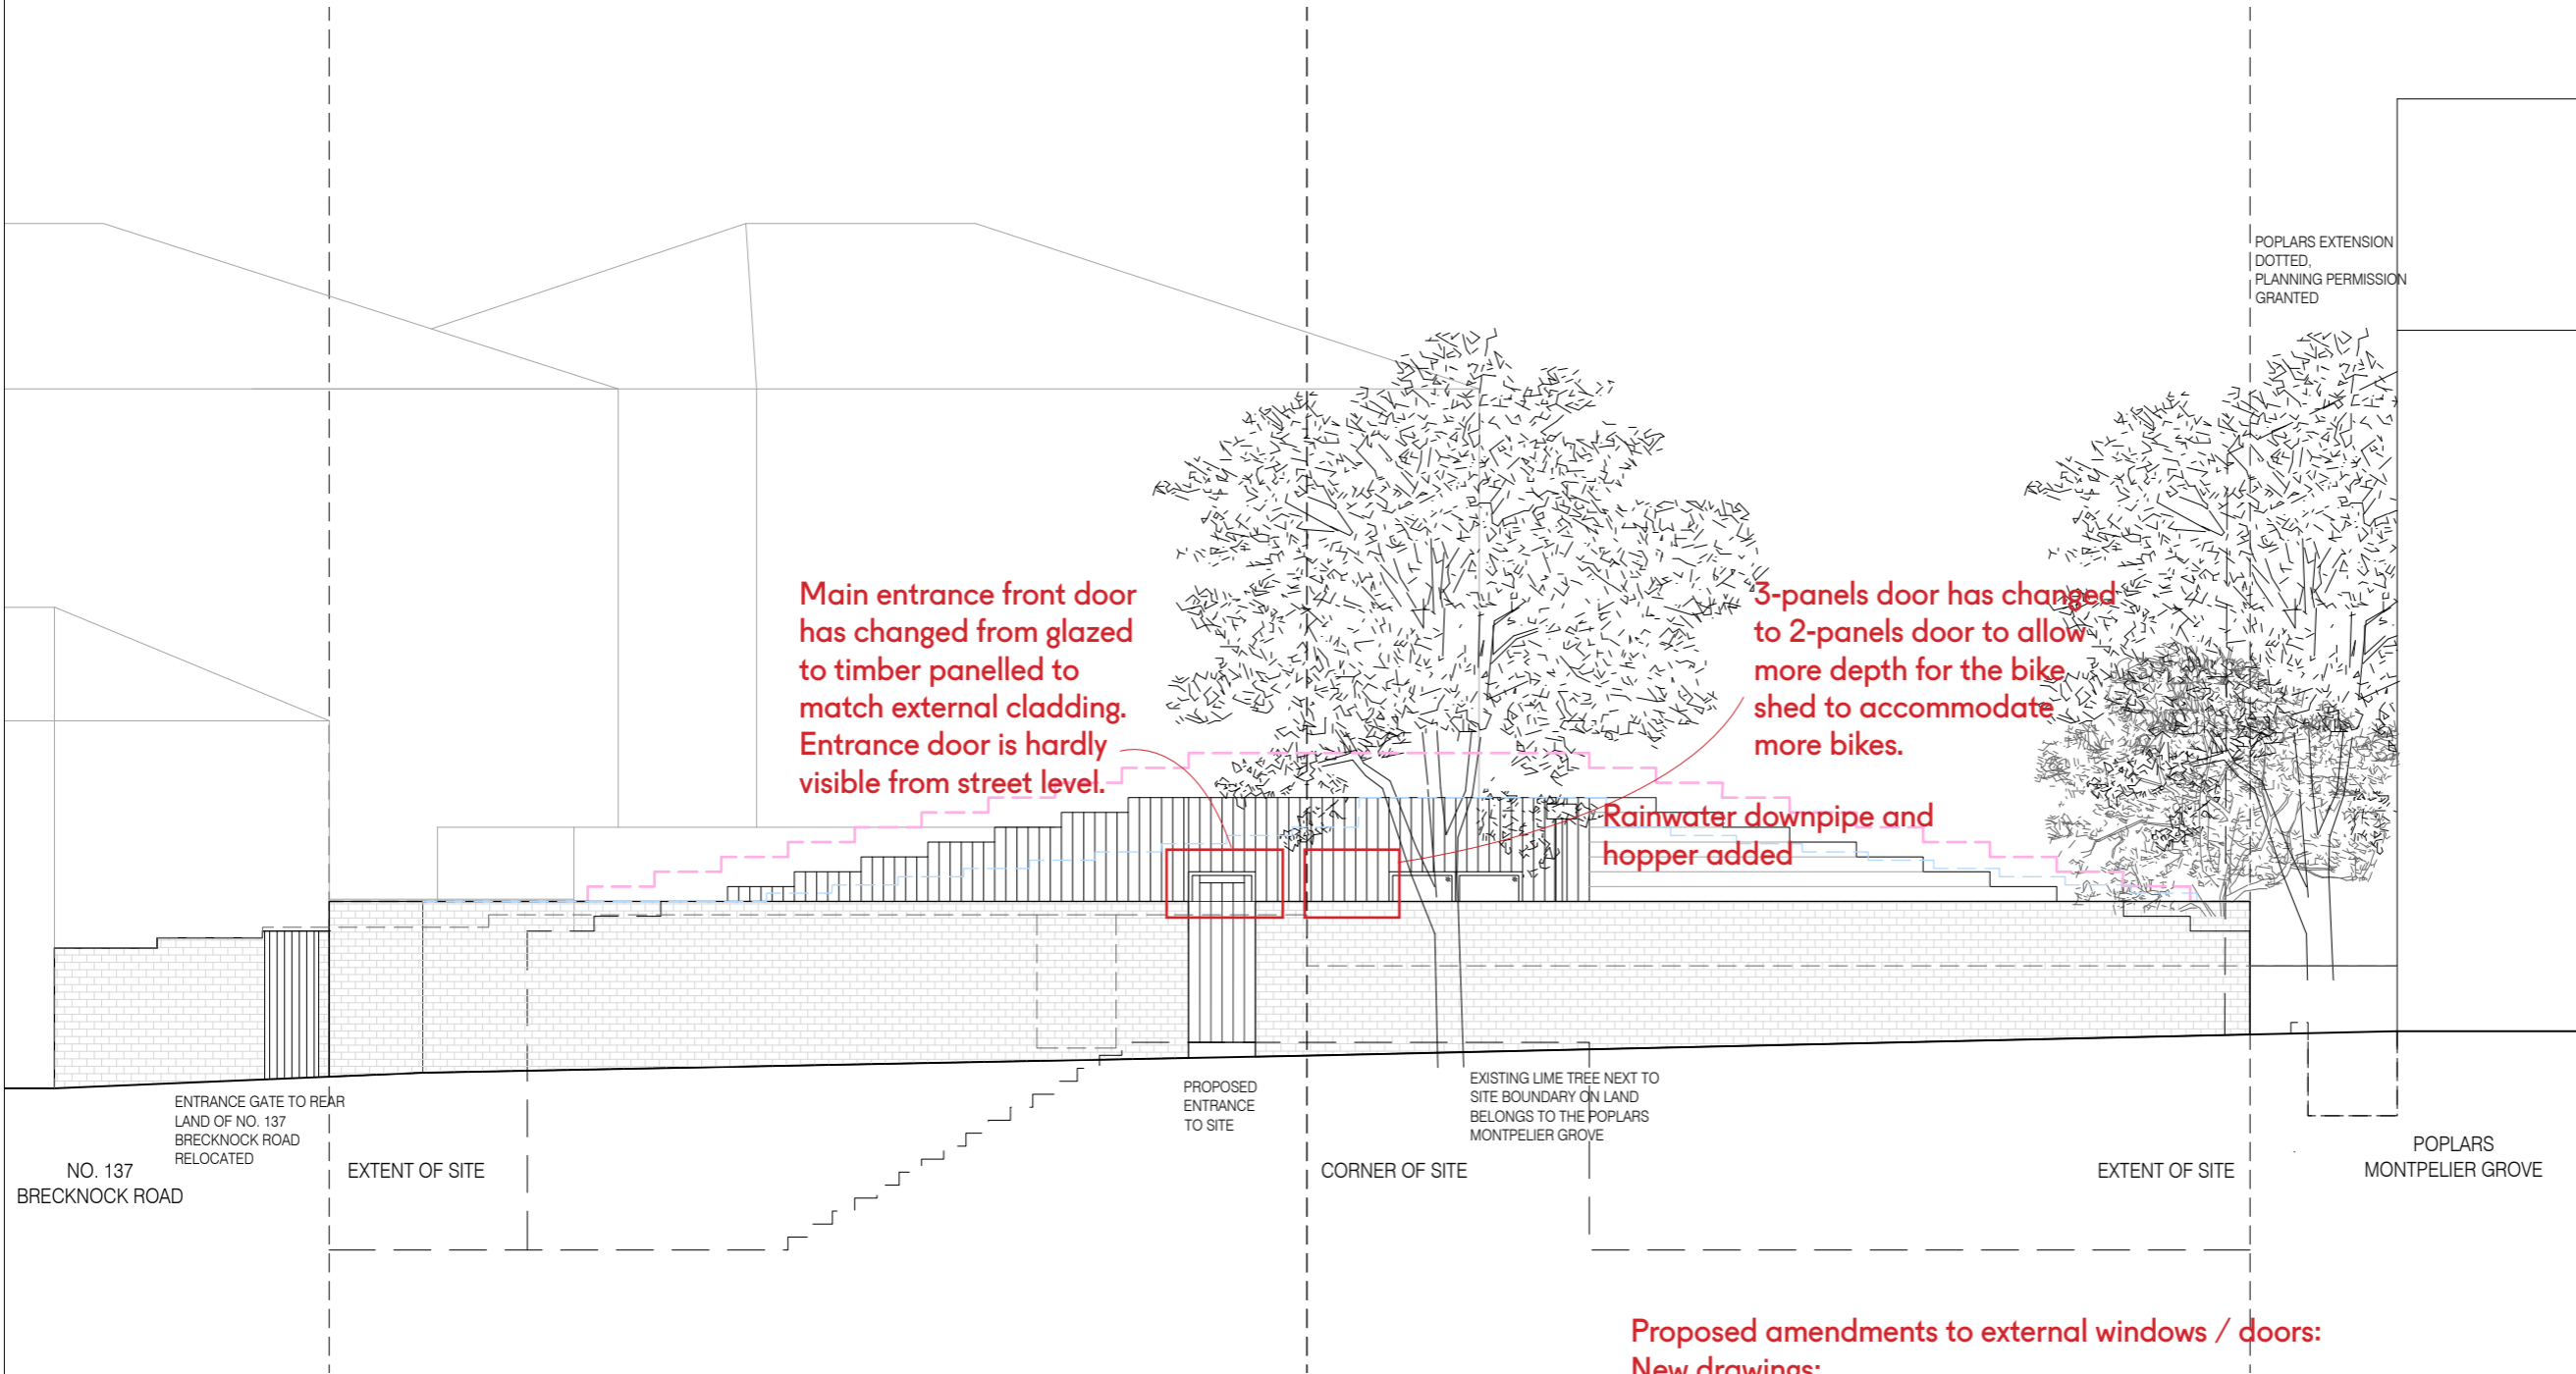 POPLARS EXTENSION
DOTTED,
PLANNING PERMISSION
GRANTED
Main entrance front door
has changed from glazed
to timber panelled to
match external cladding.
Entrance door is hardly
visible from street level.
3-panels door has changed
to 2-panels door to allow
more depth for the bike
shed to accommodate
more bikes.
Rainwater downpipe and
hopper added
ENTRANCE GATE TO REAR
LAND OF NO. 137
BRECKNOCK ROAD
RELOCATED
PROPOSED
ENTRANCE
TO SITE
EXISTING LIME TREE NEXT TO
SITE BOUNDARY ON LAND
BELONGS TO THE POPLARS
MONTPELIER GROVE
NO. 137
BRECKNOCK ROAD
EXTENT OF SITE
CORNER OF SITE
EXTENT OF SITE
POPLARS
MONTPELIER GROVE
Proposed amendments to external windows / doors:
New drawings: